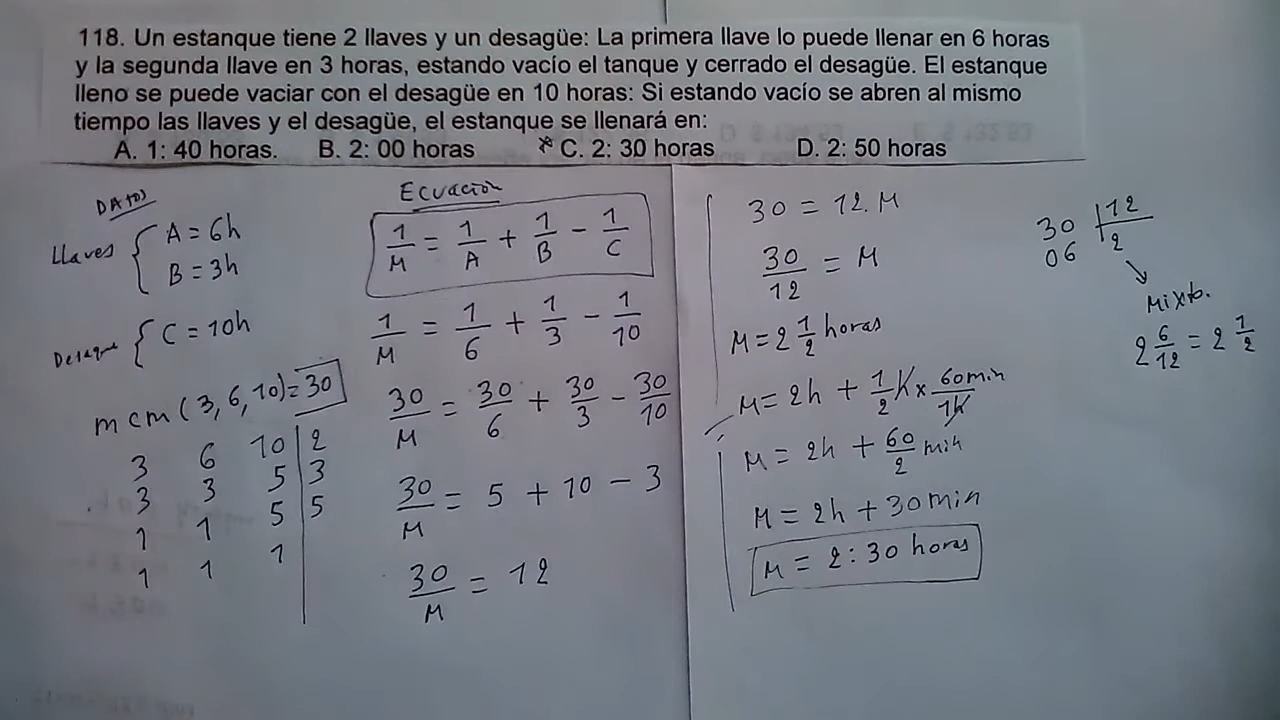 118. Un estanque tiene 2 llaves y un desagüe: La primera llave lo puede llenar en 6 horas
y la segunda llave en 3 horas, estando vacío el tanque y cerrado el desagüe. El estanque
lleno se puede vaciar con el desagüe en 10 horas: Si estando vacío se abren al mismo
tiempo las llaves y el desagüe, el estanque se llenará en:
A. 1: 40 horas. B. 2: 00 horas * C. 2: 30 horas D. 2: 50 horas
DATOS
Llaves { A = 6h
B = 3h
Desague { C = 10h
mcm (3, 6, 10) = 30
3 6 10 | 2
3 3 5 | 3
1 1 5 | 5
1 1 1
Ecuación
1/M = 1/A + 1/B - 1/C
1/M = 1/6 + 1/3 - 1/10
30/M = 30/6 + 30/3 - 30/10
30/M = 5 + 10 - 3
30/M = 12
30 = 12.M
30/12 = M
M = 2 1/2 horas
M = 2h + 1/2 h x 60min/1h
M = 2h + 60/2 min
M = 2h + 30 min
M = 2:30 horas
30 | 12
06 2
Mixto.
2 6/12 = 2 1/2